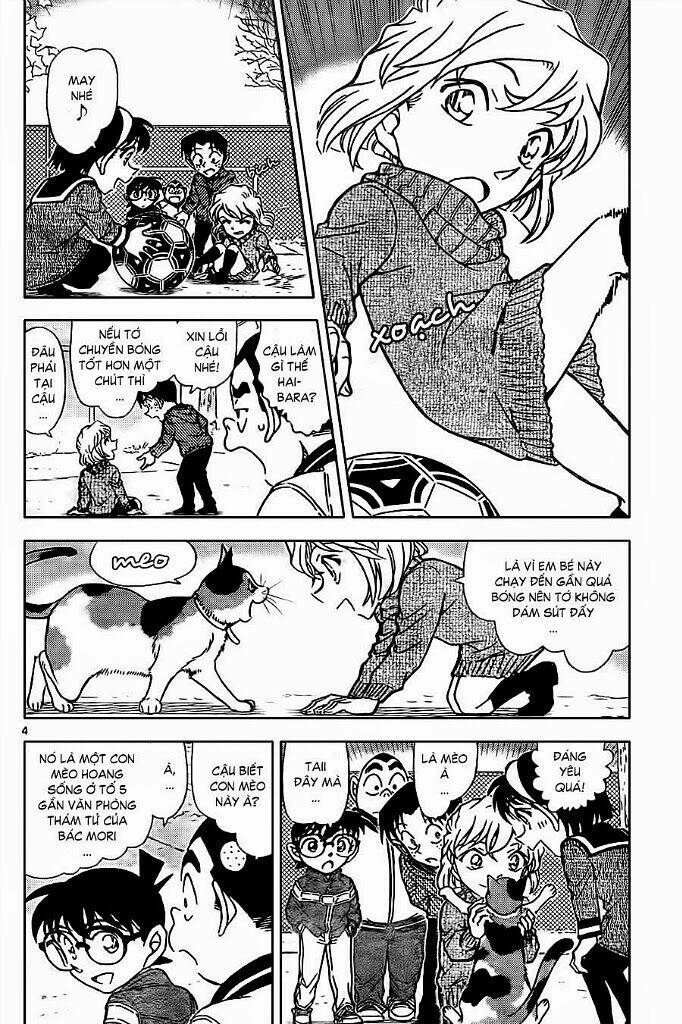 MAY
NHÉ
♪
xoạch
CẬU LÀM
GÌ THẾ
HAI-
BARA?
XIN LỖI
CẬU NHÉ!
NẾU TỚ
CHUYỀN BÓNG
TỐT HƠN MỘT
CHÚT THÌ
...
ĐÂU
PHẢI
TẠI
CẬU
...
LÀ VÌ EM BÉ NÀY
CHẠY ĐẾN GẦN QUẢ
BÓNG NÊN TỚ KHÔNG
DÁM SÚT ĐẤY
...
meo
4
ĐÁNG
YÊU
QUÁ!
LÀ MÈO
À
...
TAII
ĐÂY MÀ
...
CẬU BIẾT
CON MÈO
NÀY À?
À,
...
NÓ LÀ MỘT CON
MÈO HOANG
SỐNG Ở TỔ 5
GẦN VĂN PHÒNG
THÁM TỬ CỦA
BÁC MORI
...